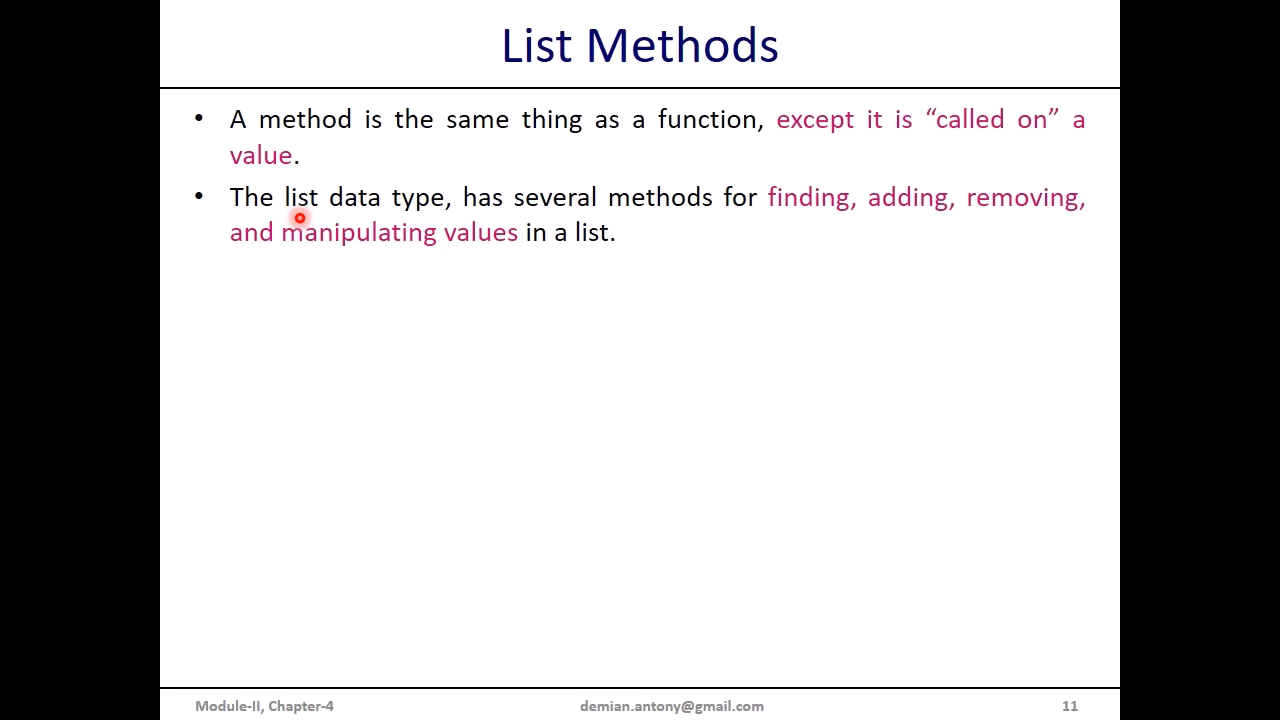 List Methods
• A method is the same thing as a function, except it is “called on” a
value.
• The list data type, has several methods for finding, adding, removing,
and manipulating values in a list.
Module-II, Chapter-4 demian.antony@gmail.com 11